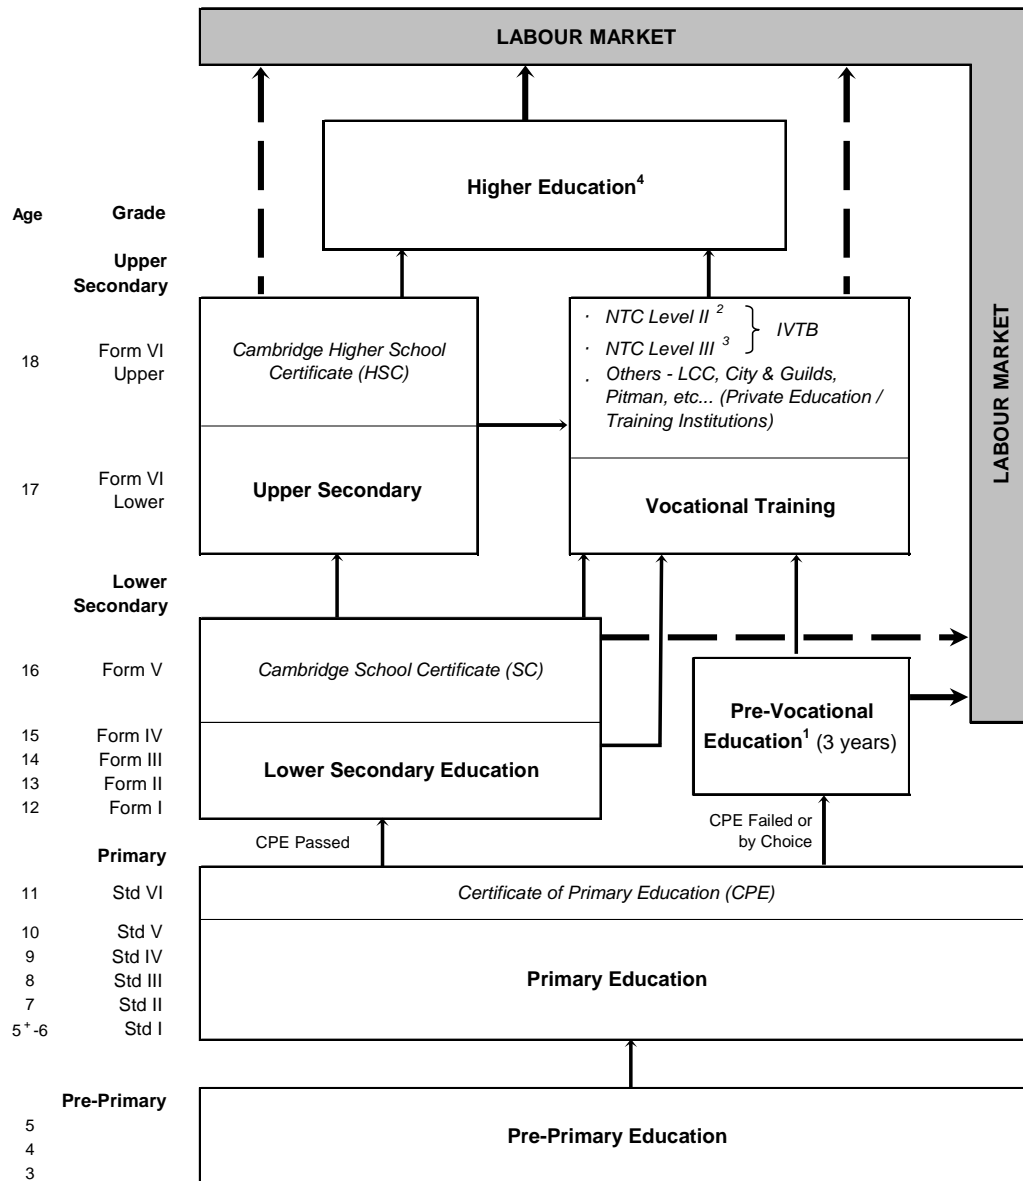 LABOUR MARKET
Higher Education⁴
Age Grade
Upper
Secondary
LABOUR MARKET
· NTC Level II ²
· NTC Level III ³
IVTB
· Others - LCC, City & Guilds,
Pitman, etc... (Private Education /
Training Institutions)
18 Form VI
Upper
Cambridge Higher School
Certificate (HSC)
17 Form VI
Lower
Upper Secondary
Vocational Training
Lower
Secondary
16 Form V
Cambridge School Certificate (SC)
Pre-Vocational
Education¹ (3 years)
15 Form IV
14 Form III
13 Form II
12 Form I
Lower Secondary Education
CPE Passed
CPE Failed or
by Choice
Primary
11 Std VI
Certificate of Primary Education (CPE)
10 Std V
9 Std IV
8 Std III
7 Std II
5⁺-6 Std I
Primary Education
Pre-Primary
5
4
3
Pre-Primary Education